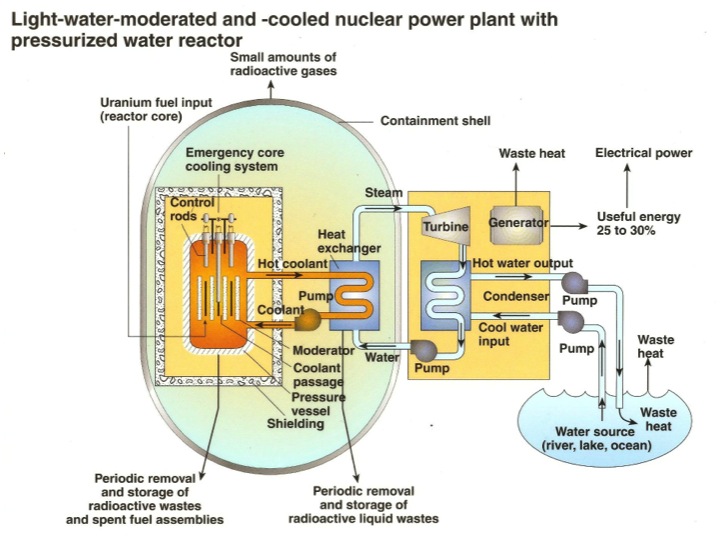 Light-water-moderated and -cooled nuclear power plant with
pressurized water reactor
Small amounts of
radioactive gases
Uranium fuel input
(reactor core)
Containment shell
Emergency core
cooling system
Waste heat
Electrical power
Control
rods
Steam
Turbine
Generator
Useful energy
25 to 30%
Heat
exchanger
Hot coolant
Hot water output
Pump
Condenser
Pump
Coolant
Cool water
input
Pump
Moderator
Water
Pump
Coolant
passage
Pressure
vessel
Shielding
Waste
heat
Waste
heat
Water source
(river, lake, ocean)
Periodic removal
and storage of
radioactive wastes
and spent fuel assemblies
Periodic removal
and storage of
radioactive liquid wastes